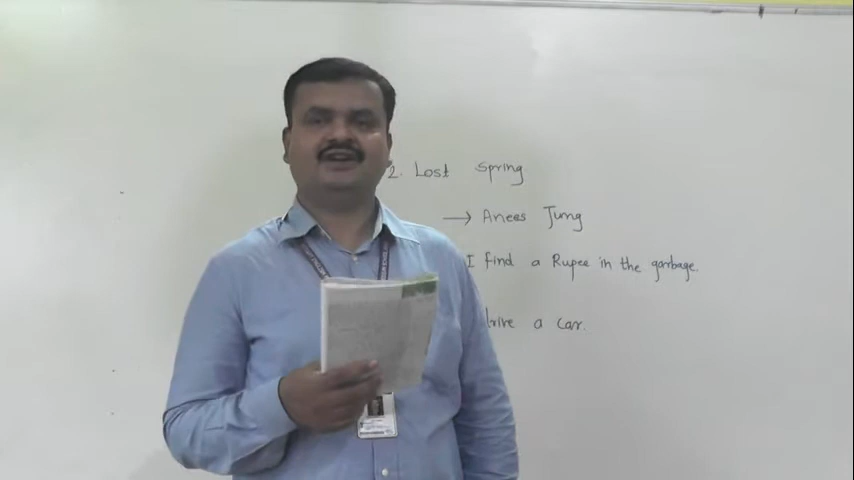 2. Lost Spring
→ Anees Jung
I find a Rupee in the garbage.
drive a car.